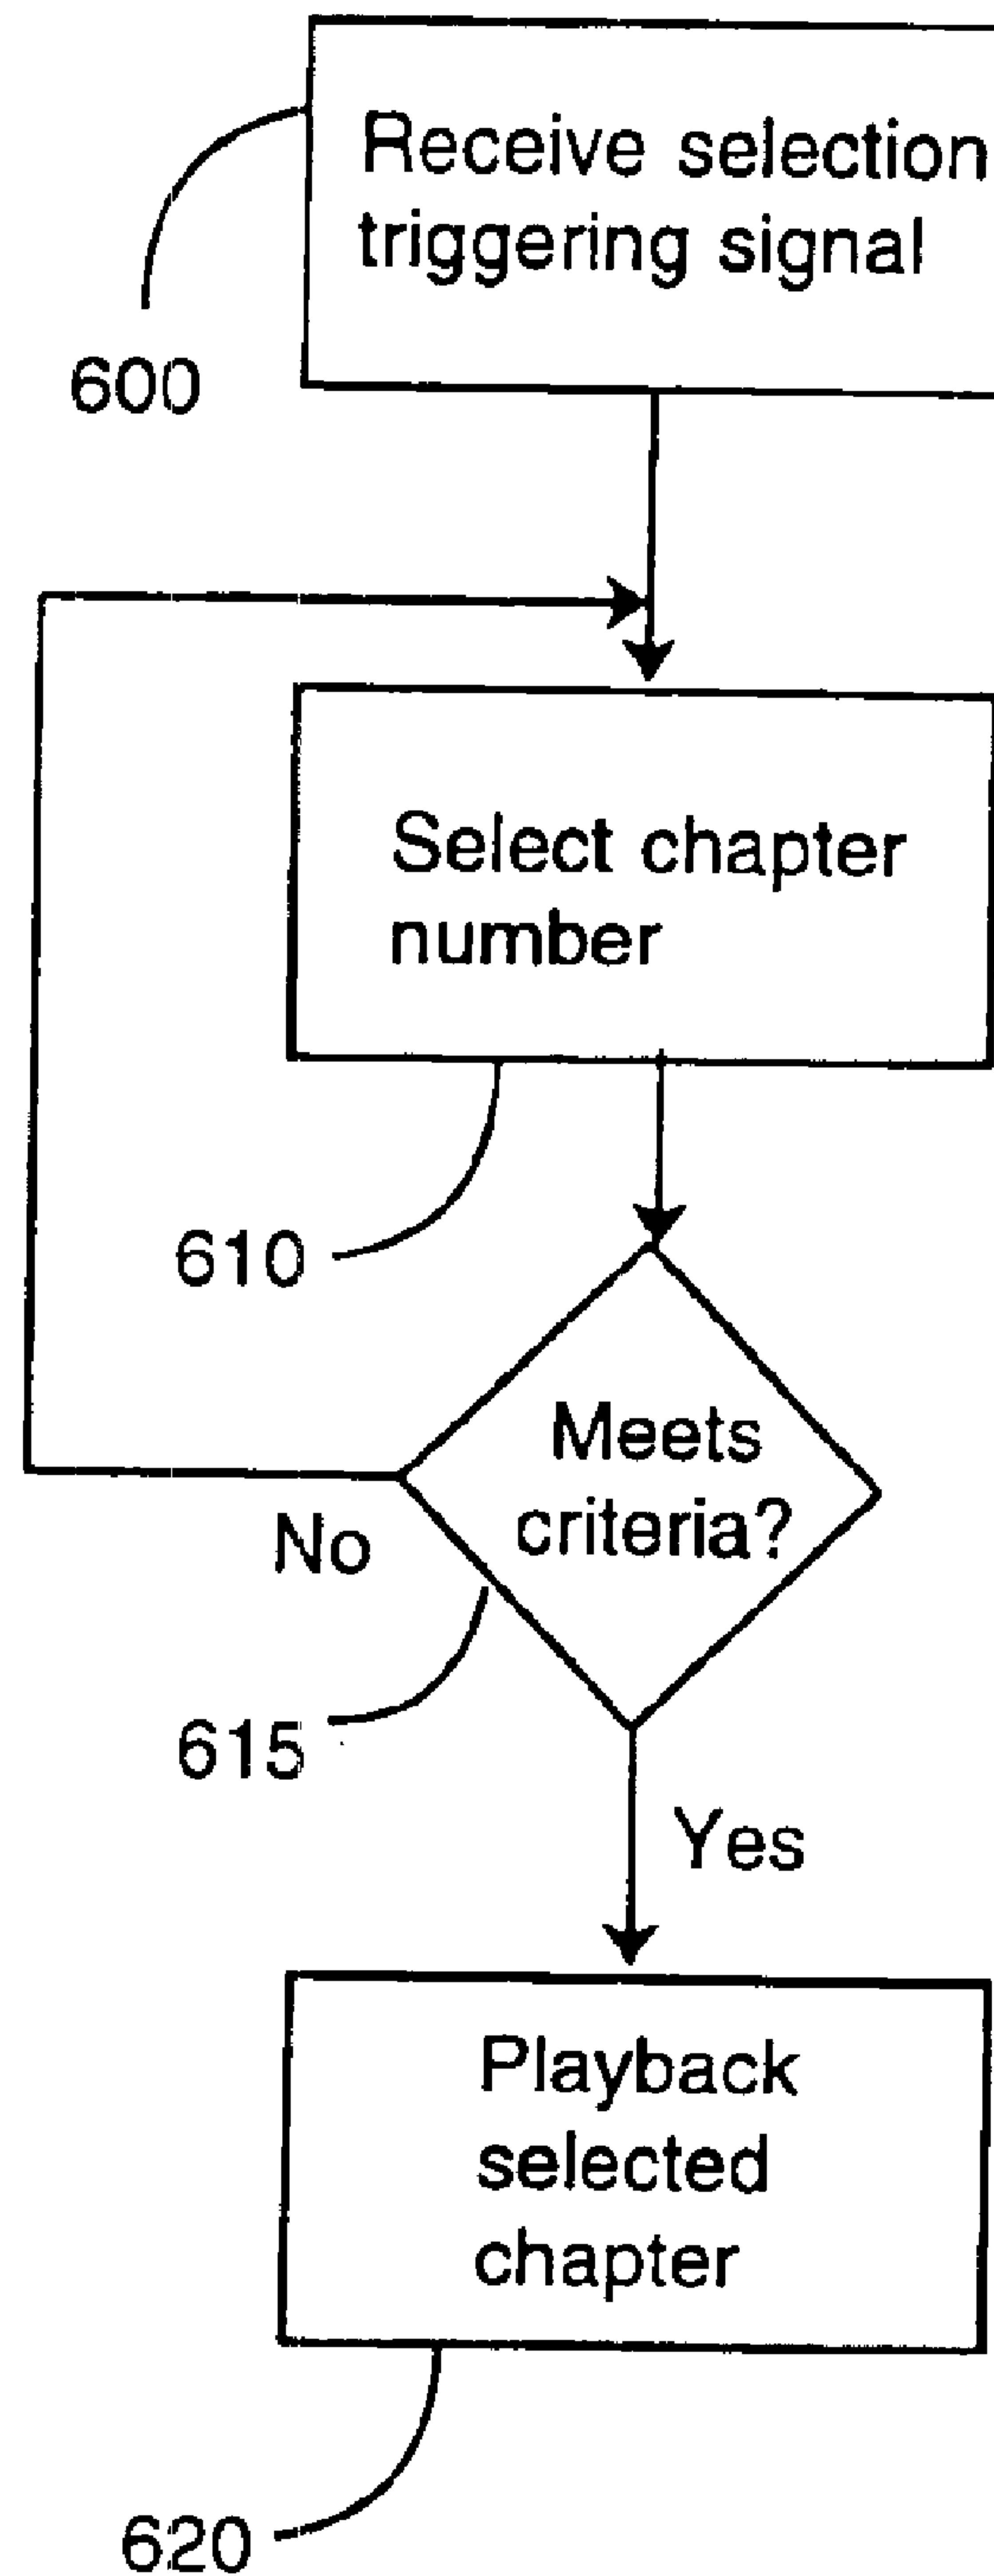 Receive selection
triggering signal
600
Select chapter
number
610
Meets
criteria?
No
615
Yes
Playback
selected
chapter
620